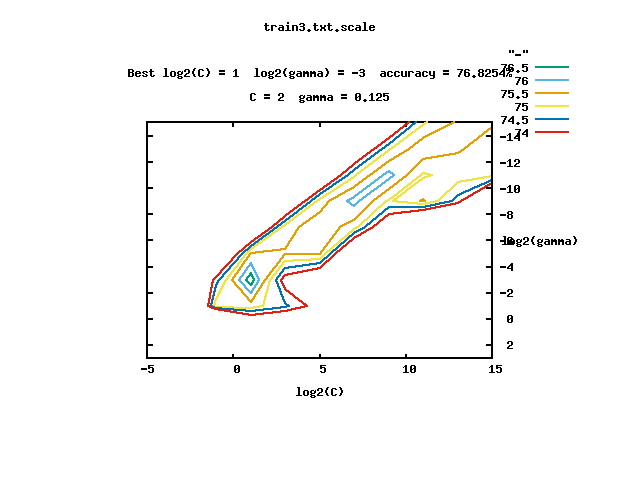 train3.txt.scale
"-"
Best log2(C) = 1  log2(gamma) = -3  accuracy = 76.8254%
76.5
76
C = 2  gamma = 0.125
75.5
75
74.5
74
-14
-12
-10
-8
-6
log2(gamma)
-4
-2
0
2
-5 0 5 10 15
log2(C)